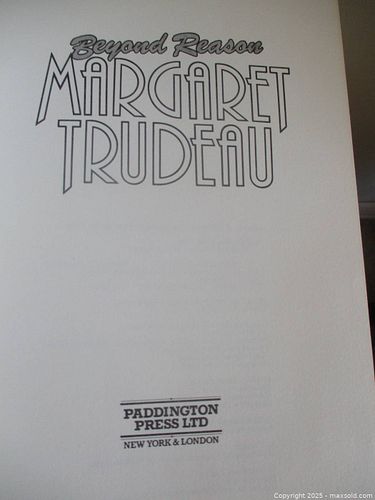 Beyond Reason
MARGARET
TRUDEAU
PADDINGTON
PRESS LTD
NEW YORK & LONDON
Copyright 2025 - maxsold.com